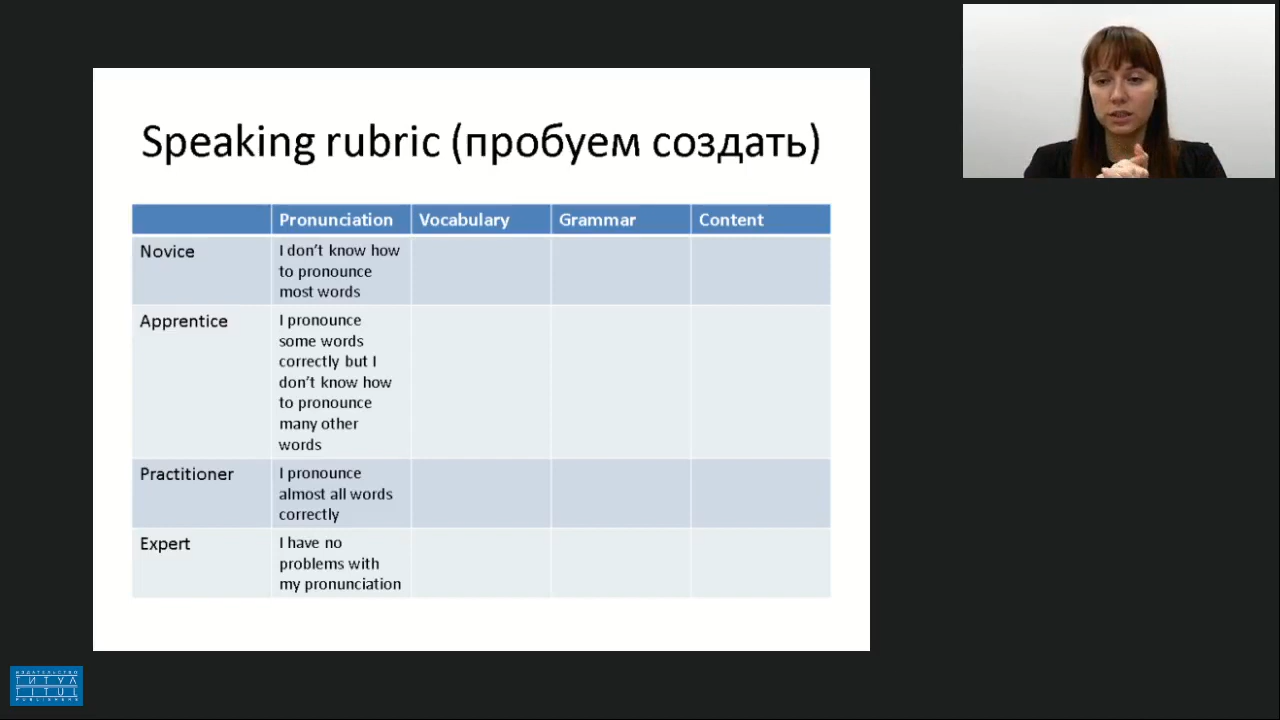 Speaking rubric (пробуем создать)
Pronunciation Vocabulary Grammar Content
Novice
I don’t know how
to pronounce
most words
Apprentice
I pronounce
some words
correctly but I
don’t know how
to pronounce
many other
words
Practitioner
I pronounce
almost all words
correctly
Expert
I have no
problems with
my pronunciation
ИЗДАТЕЛЬСТВО
ТИТУЛ
TITUL
PUBLISHERS